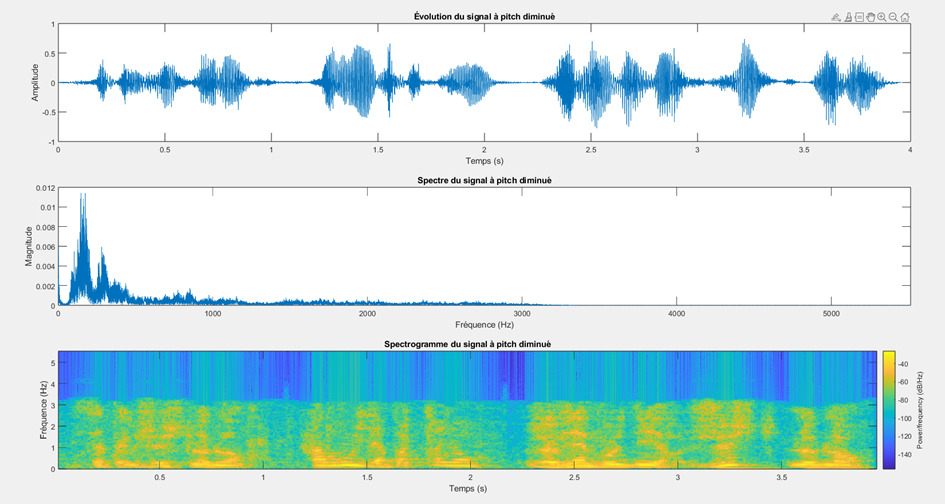 Évolution du signal à pitch diminuè
1
0.5
0
-0.5
-1
Amplitude
0 0.5 1 1.5 2 2.5 3 3.5 4
Temps (s)
Spectre du signal à pitch diminuè
0.012
0.01
0.008
0.006
0.004
0.002
0
Magnitude
0 1000 2000 3000 4000 5000
Fréquence (Hz)
Spectrogramme du signal à pitch diminuè
5
4
3
2
1
0
Fréquence (Hz)
0.5 1 1.5 2 2.5 3 3.5
Temps (s)
-40
-60
-80
-100
-120
-140
Power/frequency (dB/Hz)